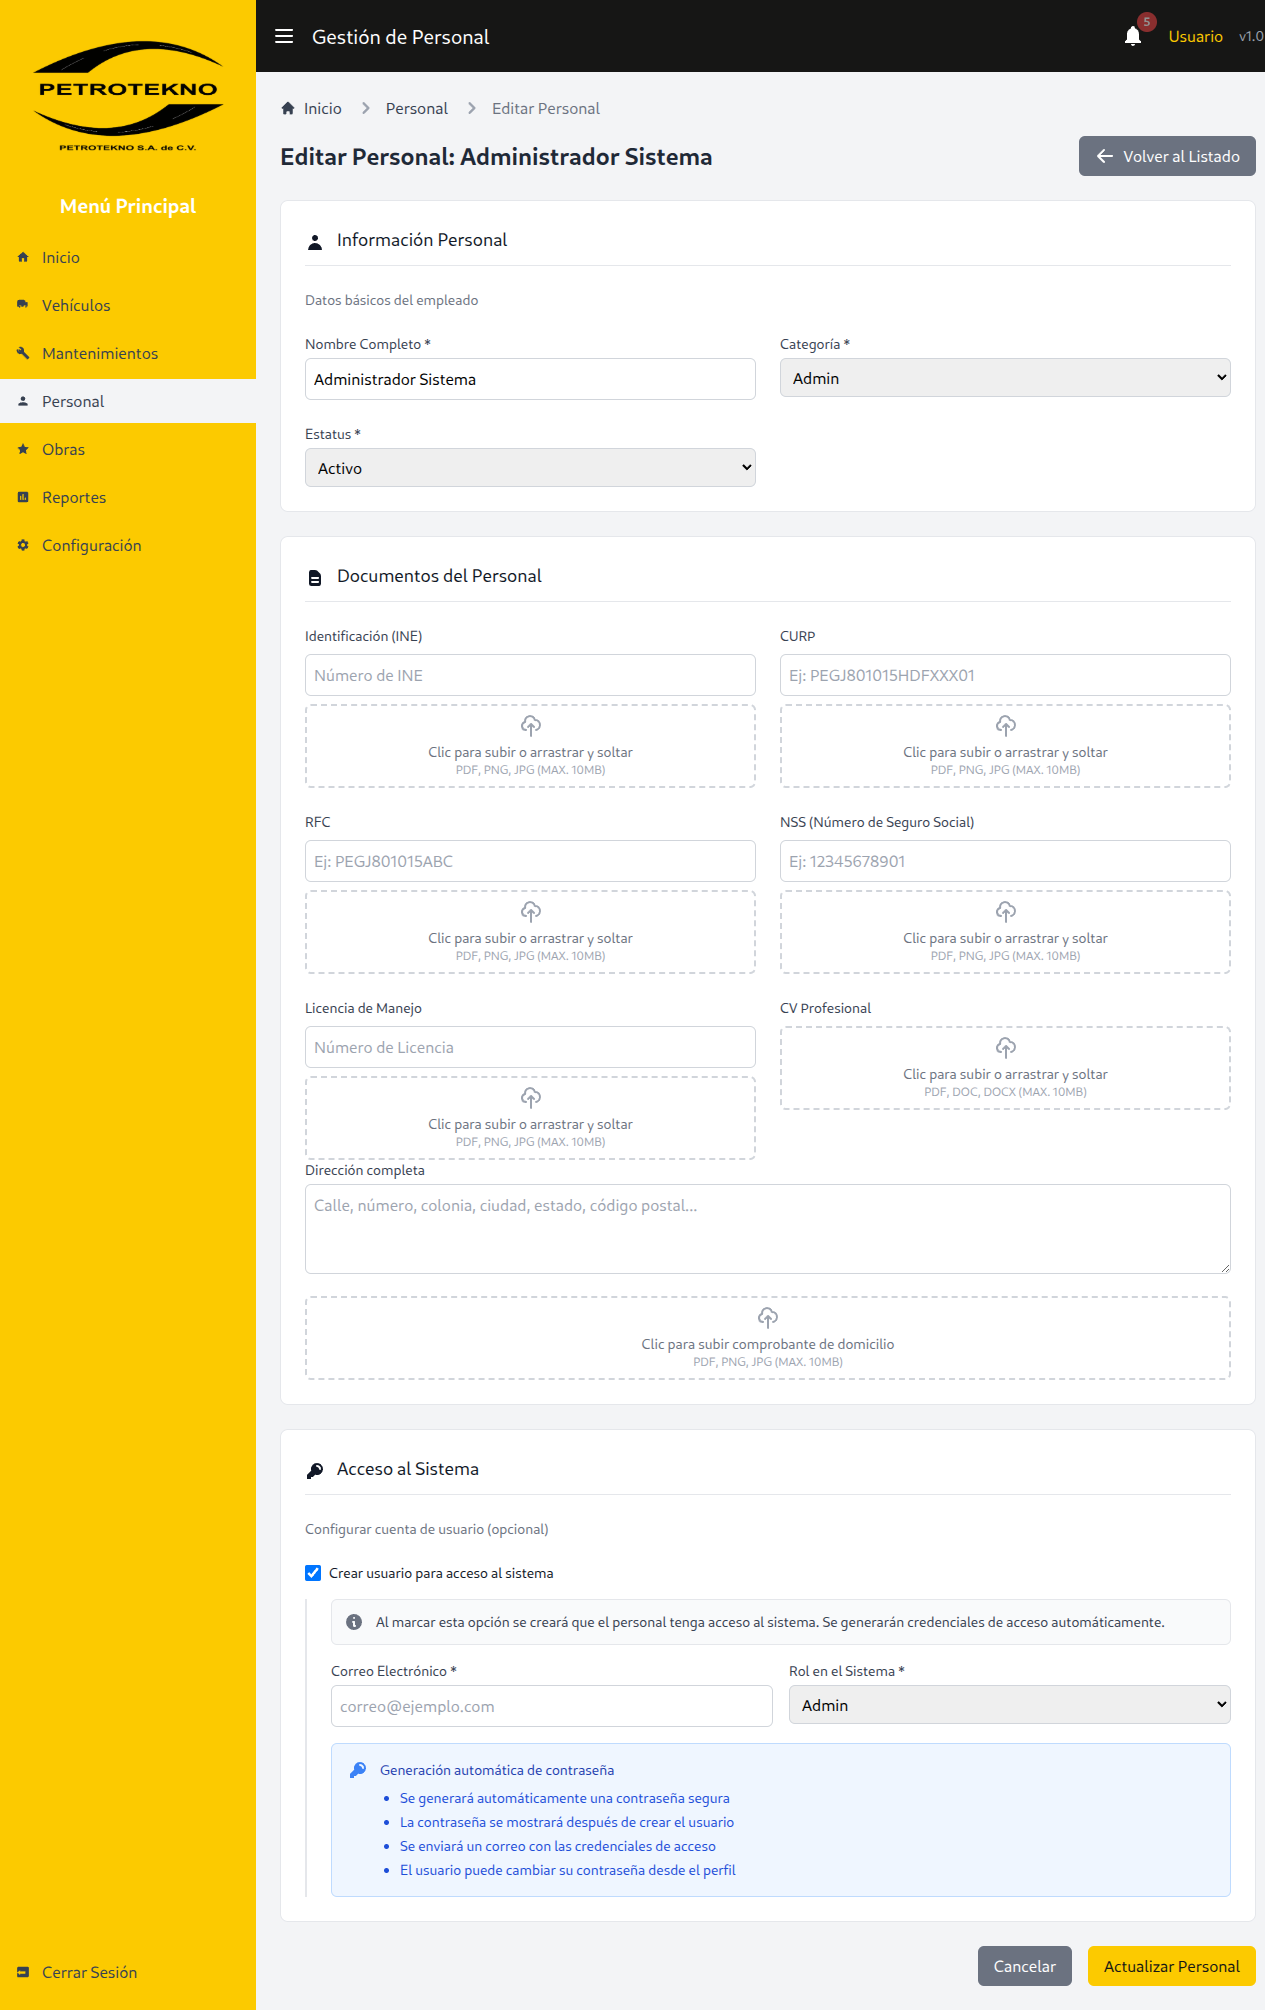 PETROTEKNO
PETROTEKNO S.A. de C.V.
Menú Principal
Inicio
Vehículos
Mantenimientos
Personal
Obras
Reportes
Configuración
Cerrar Sesión
Gestión de Personal
5
Usuario
v1.0
Inicio
Personal
Editar Personal
Editar Personal: Administrador Sistema
Volver al Listado
Información Personal
Datos básicos del empleado
Nombre Completo *
Categoría *
Administrador Sistema
Admin
Estatus *
Activo
Documentos del Personal
Identificación (INE)
CURP
Número de INE
Ej: PEGJ801015HDFXXX01
Clic para subir o arrastrar y soltar
PDF, PNG, JPG (MAX. 10MB)
Clic para subir o arrastrar y soltar
PDF, PNG, JPG (MAX. 10MB)
RFC
NSS (Número de Seguro Social)
Ej: PEGJ801015ABC
Ej: 12345678901
Clic para subir o arrastrar y soltar
PDF, PNG, JPG (MAX. 10MB)
Clic para subir o arrastrar y soltar
PDF, PNG, JPG (MAX. 10MB)
Licencia de Manejo
CV Profesional
Número de Licencia
Clic para subir o arrastrar y soltar
PDF, DOC, DOCX (MAX. 10MB)
Clic para subir o arrastrar y soltar
PDF, PNG, JPG (MAX. 10MB)
Dirección completa
Calle, número, colonia, ciudad, estado, código postal...
Clic para subir comprobante de domicilio
PDF, PNG, JPG (MAX. 10MB)
Acceso al Sistema
Configurar cuenta de usuario (opcional)
Crear usuario para acceso al sistema
Al marcar esta opción se creará que el personal tenga acceso al sistema. Se generarán credenciales de acceso automáticamente.
Correo Electrónico *
Rol en el Sistema *
correo@ejemplo.com
Admin
Generación automática de contraseña
• Se generará automáticamente una contraseña segura
• La contraseña se mostrará después de crear el usuario
• Se enviará un correo con las credenciales de acceso
• El usuario puede cambiar su contraseña desde el perfil
Cancelar
Actualizar Personal